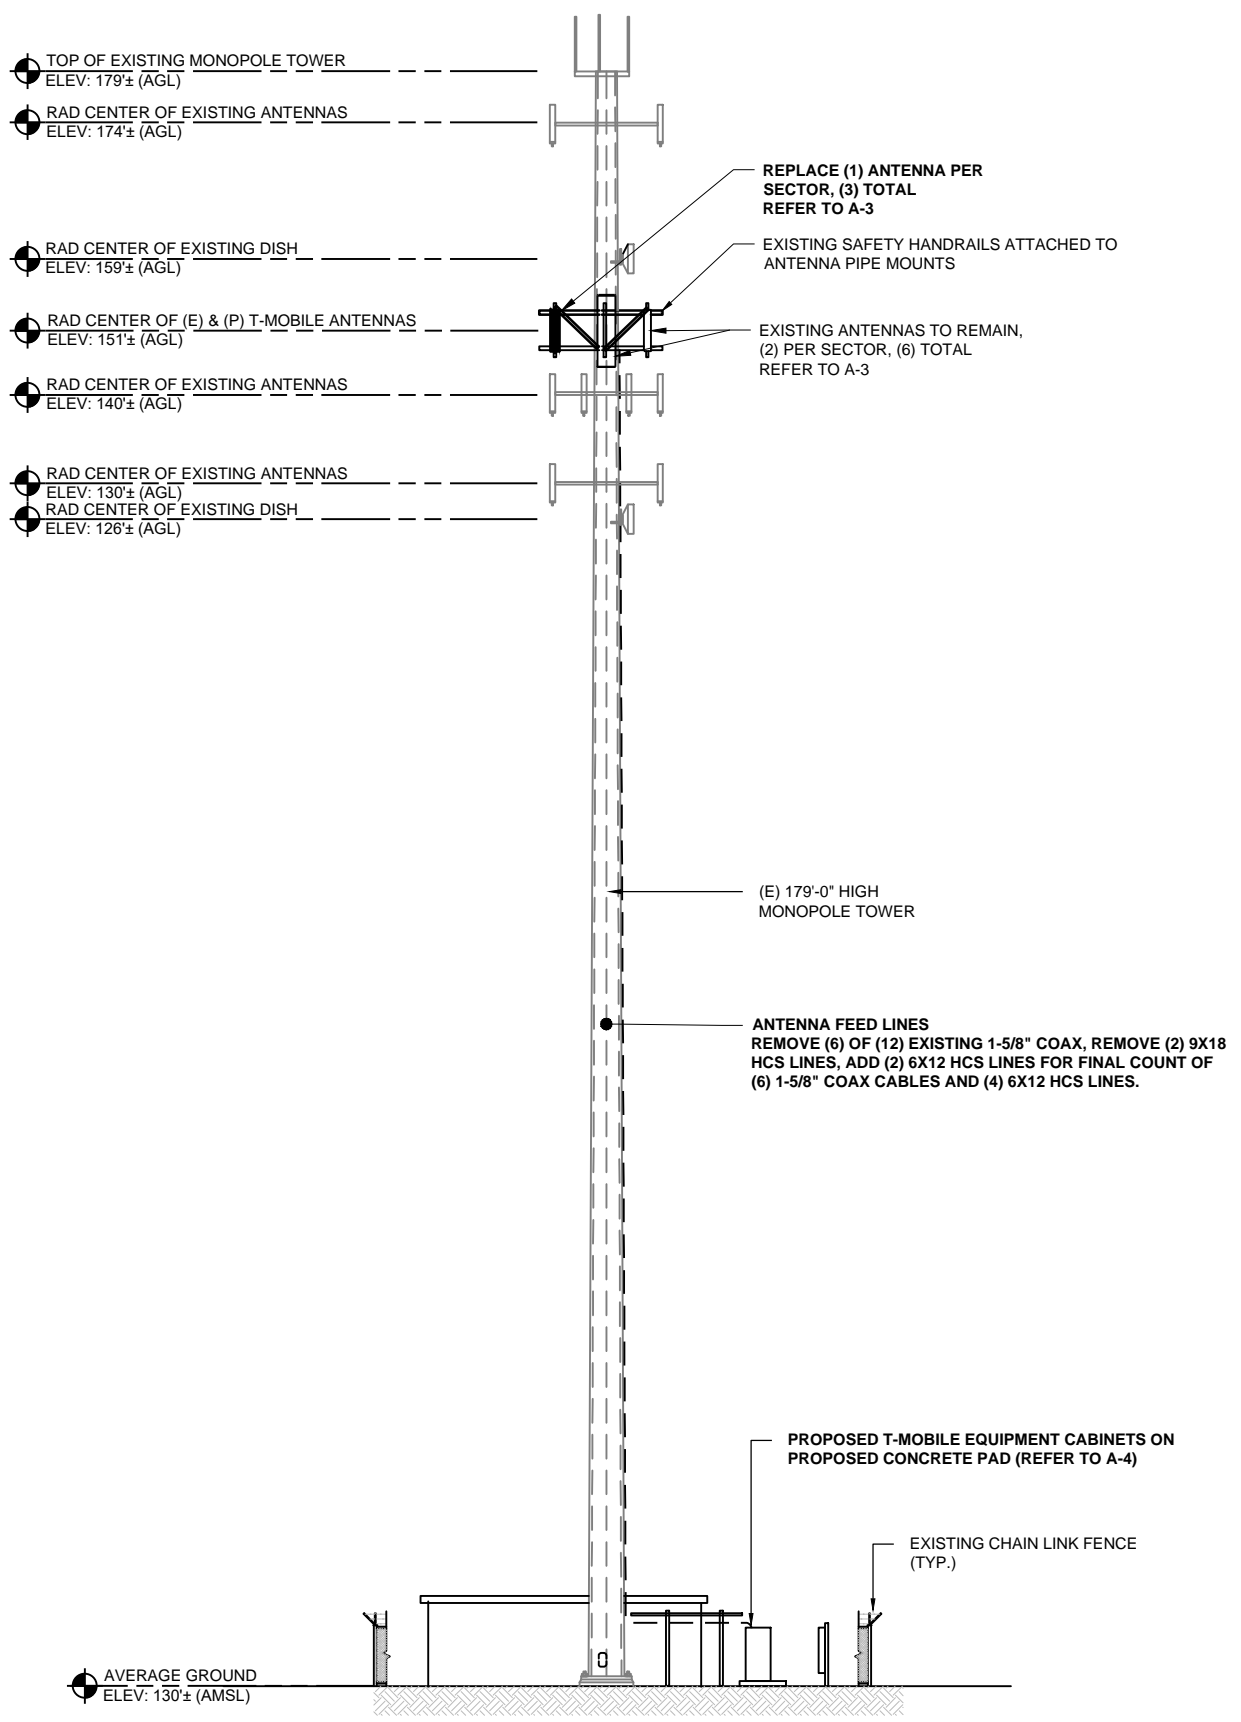 TOP OF EXISTING MONOPOLE TOWER
ELEV: 179'± (AGL)
RAD CENTER OF EXISTING ANTENNAS
ELEV: 174'± (AGL)
REPLACE (1) ANTENNA PER
SECTOR, (3) TOTAL
REFER TO A-3
RAD CENTER OF EXISTING DISH
ELEV: 159'± (AGL)
EXISTING SAFETY HANDRAILS ATTACHED TO
ANTENNA PIPE MOUNTS
RAD CENTER OF (E) & (P) T-MOBILE ANTENNAS
ELEV: 151'± (AGL)
EXISTING ANTENNAS TO REMAIN,
(2) PER SECTOR, (6) TOTAL
REFER TO A-3
RAD CENTER OF EXISTING ANTENNAS
ELEV: 140'± (AGL)
RAD CENTER OF EXISTING ANTENNAS
ELEV: 130'± (AGL)
RAD CENTER OF EXISTING DISH
ELEV: 126'± (AGL)
(E) 179'-0" HIGH
MONOPOLE TOWER
ANTENNA FEED LINES
REMOVE (6) OF (12) EXISTING 1-5/8" COAX, REMOVE (2) 9X18
HCS LINES, ADD (2) 6X12 HCS LINES FOR FINAL COUNT OF
(6) 1-5/8" COAX CABLES AND (4) 6X12 HCS LINES.
PROPOSED T-MOBILE EQUIPMENT CABINETS ON
PROPOSED CONCRETE PAD (REFER TO A-4)
EXISTING CHAIN LINK FENCE
(TYP.)
AVERAGE GROUND
ELEV: 130'± (AMSL)